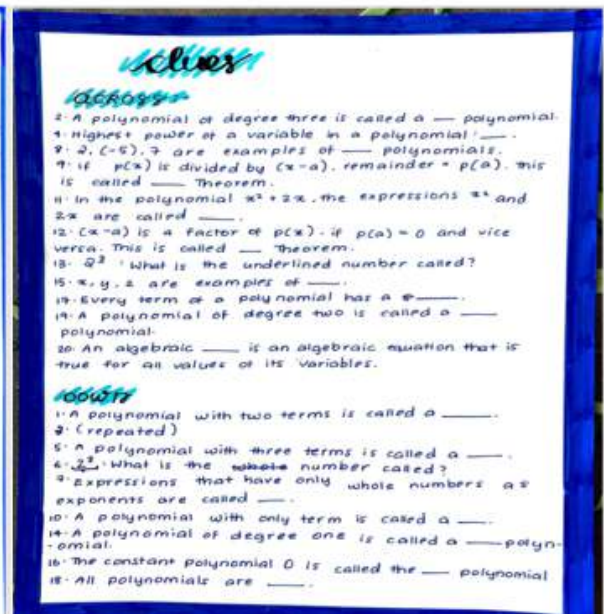 clues
across
2. A polynomial of degree three is called a — polynomial.
4. Highest power of a variable in a polynomial. —.
8. 2, (-5), 7 are examples of — polynomials.
9. if p(x) is divided by (x-a), remainder = p(a). This
is called — Theorem.
11. In the polynomial x² + 2x, the expressions x² and
2x are called —.
12. (x-a) is a factor of p(x), if p(a) = 0 and vice
versa. This is called — Theorem.
13. What is the underlined number called?
15. x, y, z are examples of —.
17. Every term of a polynomial has a —.
19. A polynomial of degree two is called a —
polynomial.
20. An algebraic — is an algebraic equation that is
true for all values of its variables.
Down
1. A polynomial with two terms is called a —.
(repeated)
5. A polynomial with three terms is called a —.
6. What is the number called?
7. Expressions that have only whole numbers as
exponents are called —.
10. A polynomial with only term is called a —.
14. A polynomial of degree one is called a — polyn-
-omial.
16. The constant polynomial 0 is called the — polynomial
18. All polynomials are —.